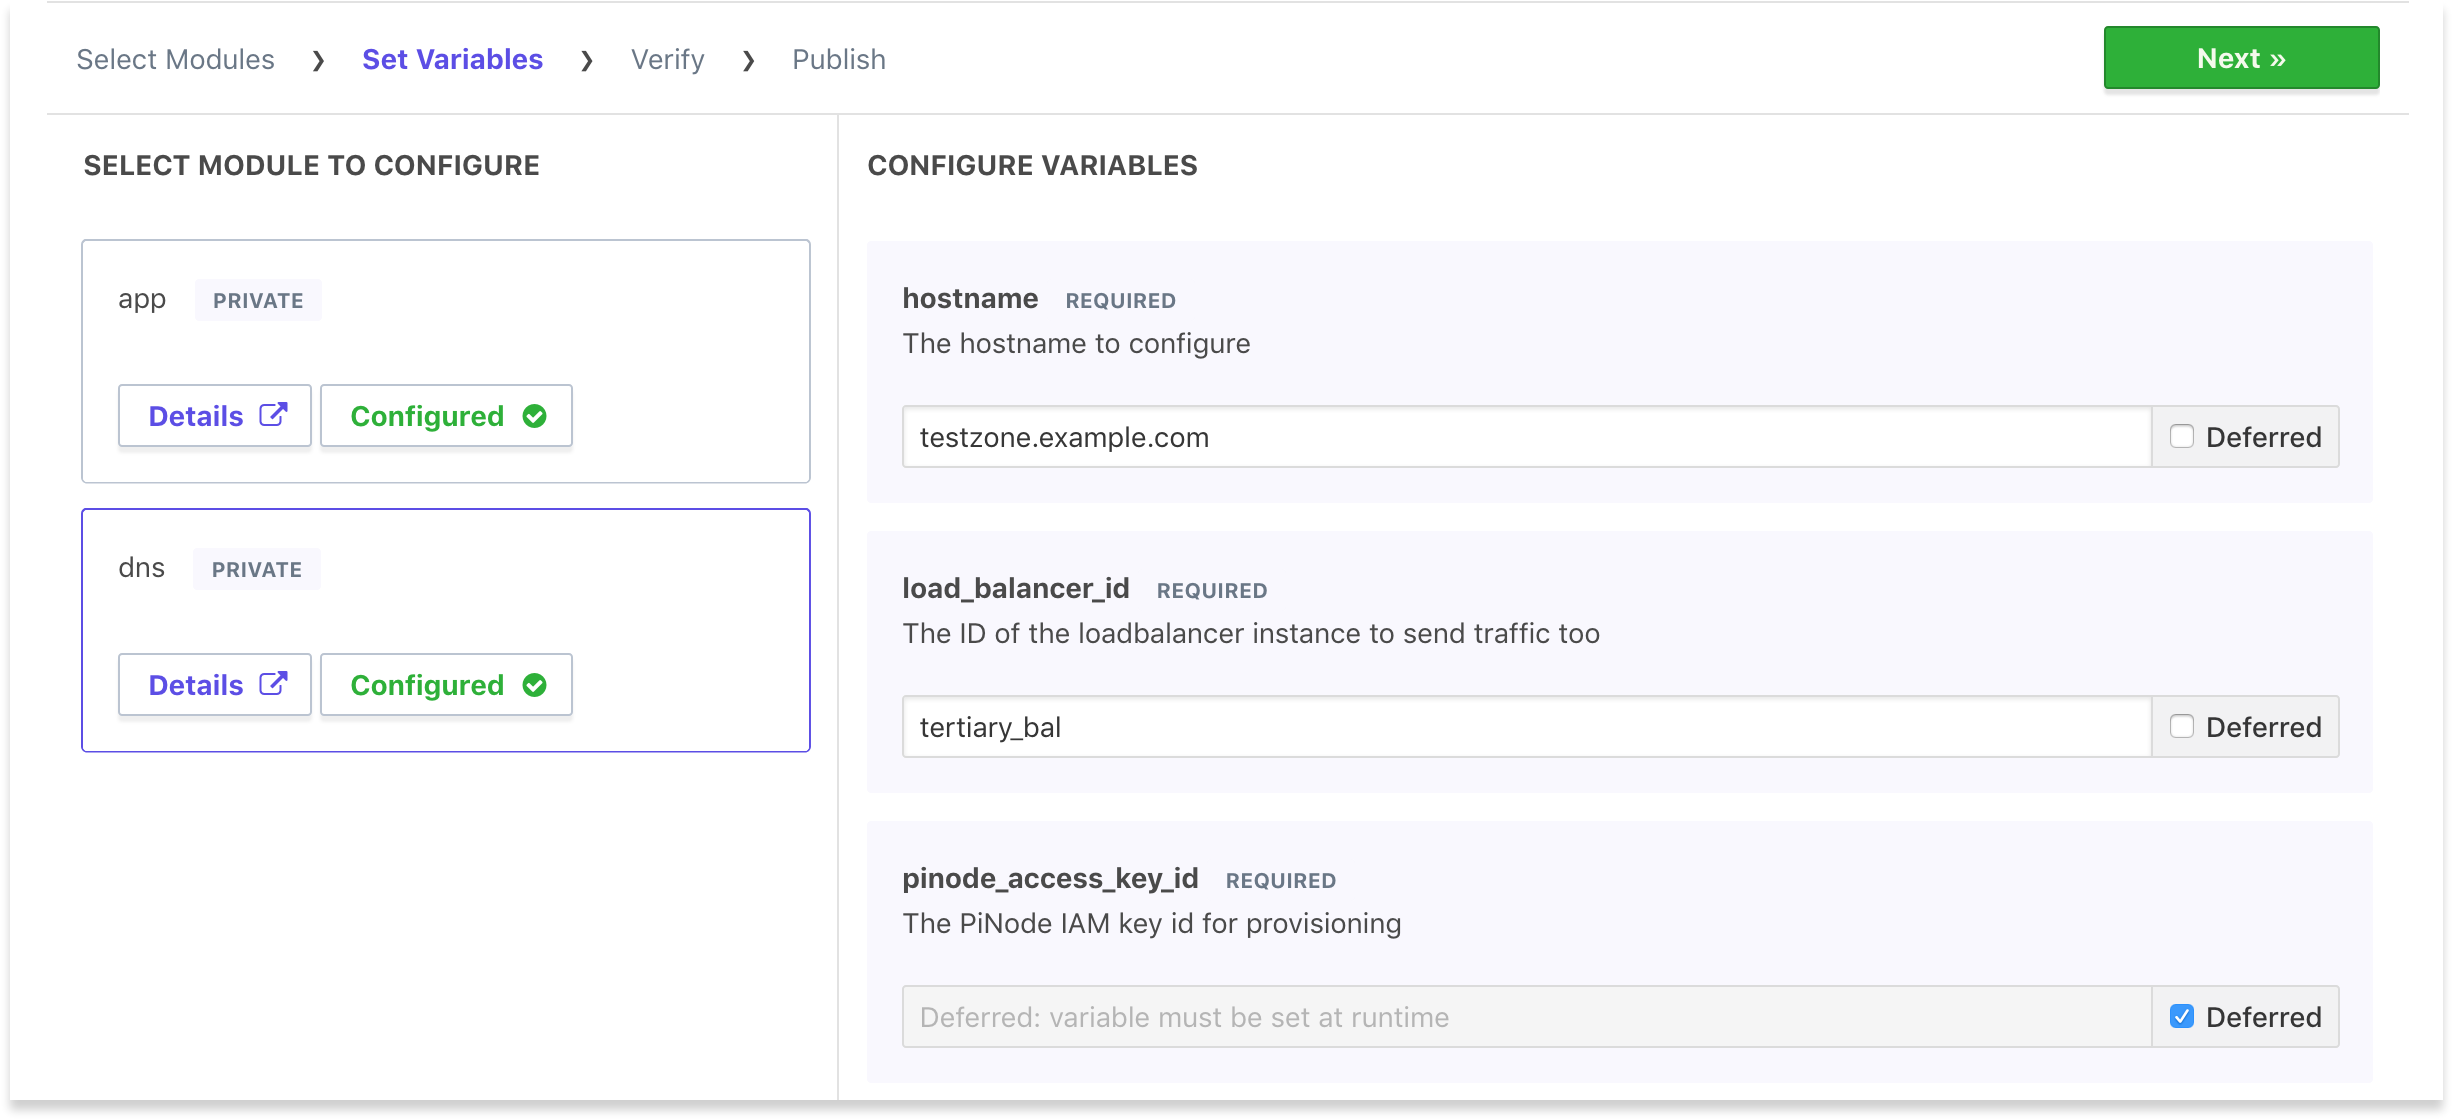 Select Modules ❯ Set Variables ❯ Verify ❯ Publish
Next »
SELECT MODULE TO CONFIGURE
app PRIVATE
Details Configured
dns PRIVATE
Details Configured
CONFIGURE VARIABLES
hostname REQUIRED
The hostname to configure
testzone.example.com Deferred
load_balancer_id REQUIRED
The ID of the loadbalancer instance to send traffic too
tertiary_bal Deferred
pinode_access_key_id REQUIRED
The PiNode IAM key id for provisioning
Deferred: variable must be set at runtime Deferred